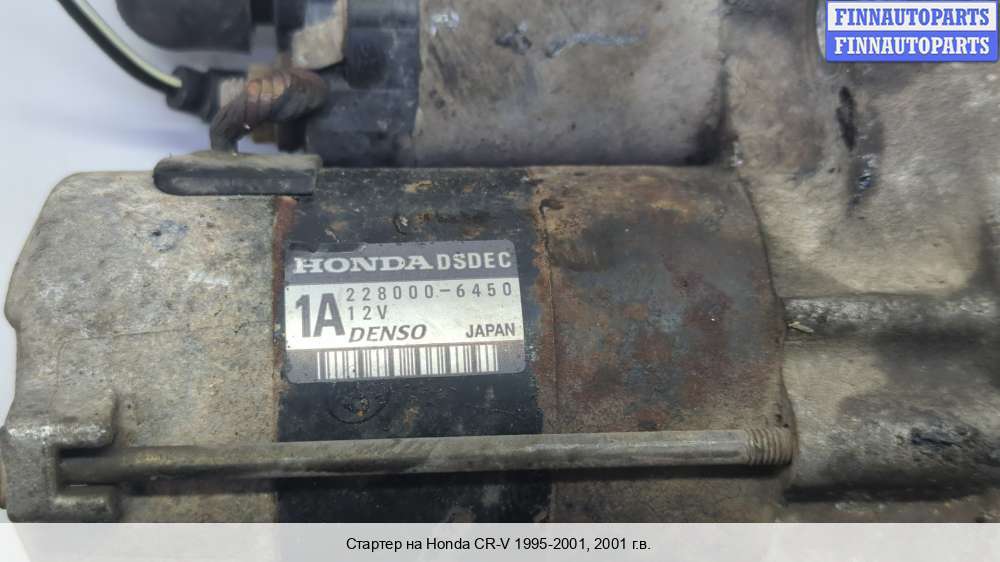 FINNAUTOPARTS
FINNAUTOPARTS
HONDA DSDEC
1A 228000-6450
12V
DENSO JAPAN
Стартер на Honda CR-V 1995-2001, 2001 г.в.